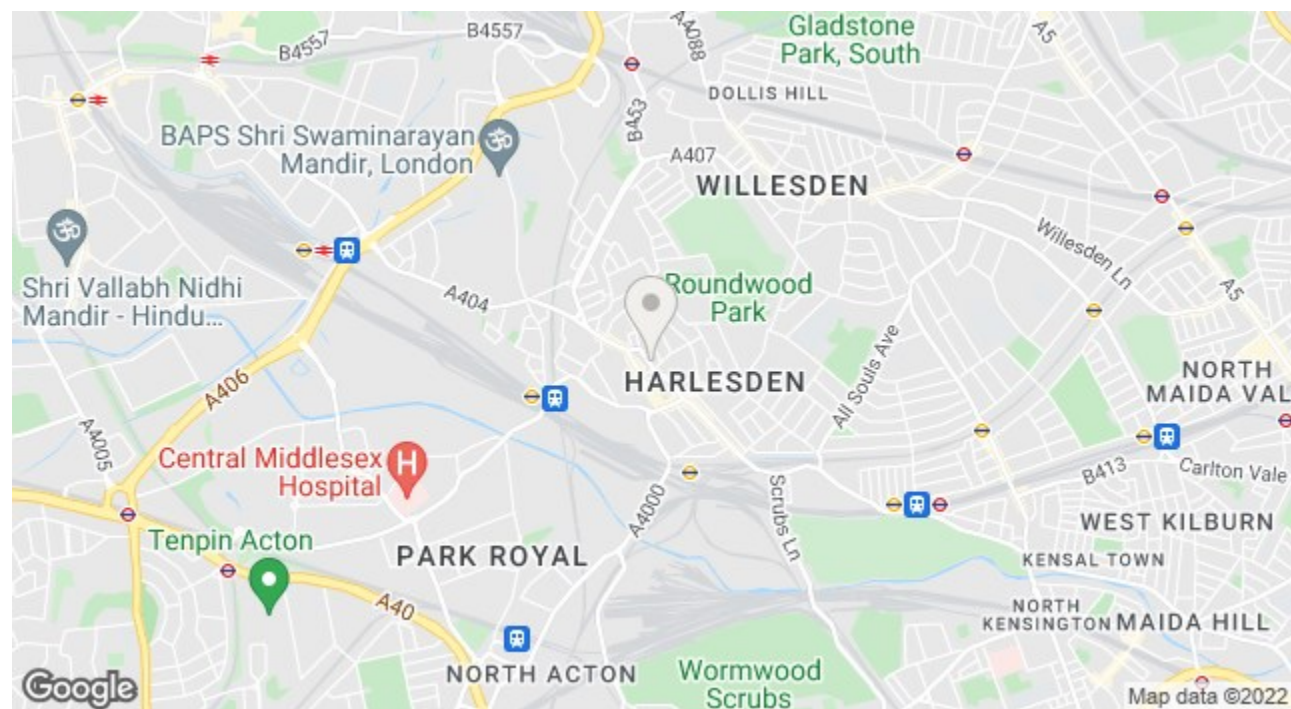 Gladstone
Park, South
A4088
A5
B4557
B4557
DOLLIS HILL
B453
BAPS Shri Swaminarayan
Mandir, London
A407
WILLESDEN
Willesden Ln
A5
Shri Vallabh Nidhi
Mandir - Hindu...
A404
Roundwood
Park
All Souls Ave
HARLESDEN
NORTH
MAIDA VAL
A406
A4005
Central Middlesex
Hospital
H
B413
Carlton Vale
A4000
Scrubs Ln
WEST KILBURN
Tenpin Acton
PARK ROYAL
KENSAL TOWN
A40
NORTH
KENSINGTON
MAIDA HILL
NORTH ACTON
Wormwood
Scrubs
Google
Map data ©2022